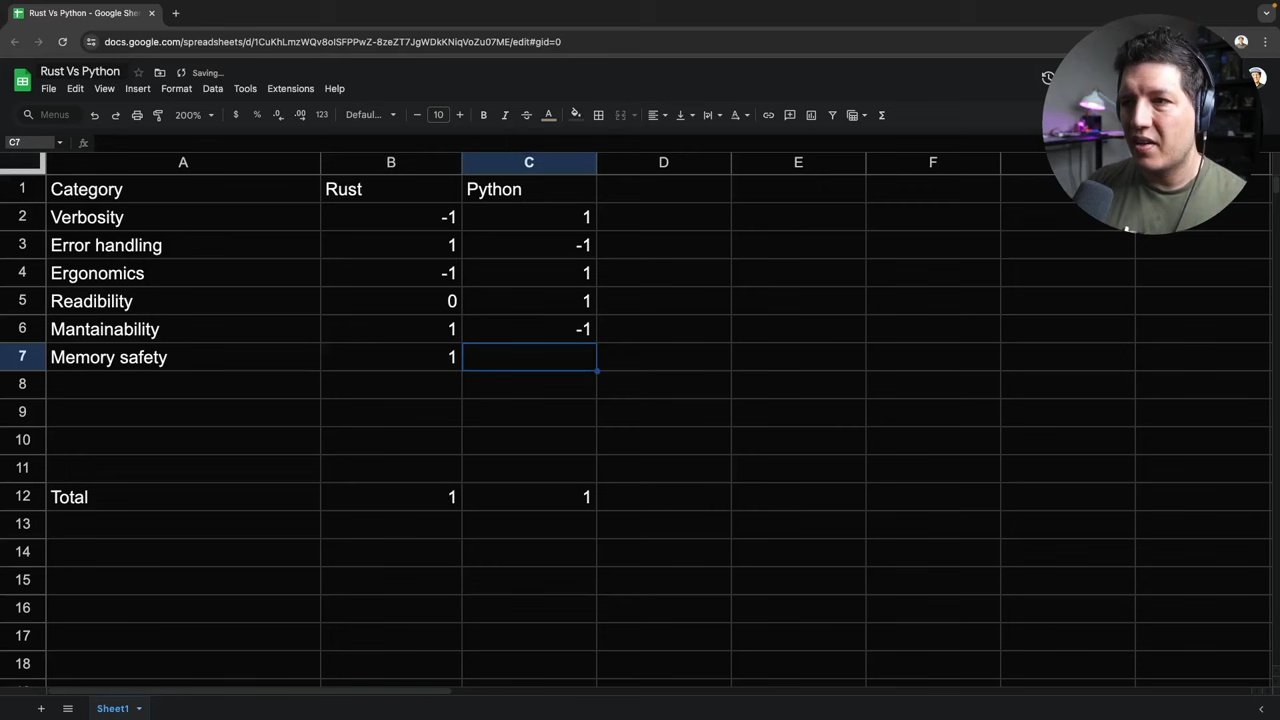 Rust Vs Python - Google Shee
docs.google.com/spreadsheets/d/1CuKhLmzWQv8oISFPPwZ-8zeZT7JgWDkKNiqVoZu07ME/edit#gid=0
Rust Vs Python Saving...
File Edit View Insert Format Data Tools Extensions Help
Menus 200% $ % .0 .00 123 Defaul... 10 B I A
C7 fx
A B C D E F
1 Category Rust Python
2 Verbosity -1 1
3 Error handling 1 -1
4 Ergonomics -1 1
5 Readibility 0 1
6 Mantainability 1 -1
7 Memory safety 1
8
9
10
11
12 Total 1 1
13
14
15
16
17
18
Sheet1